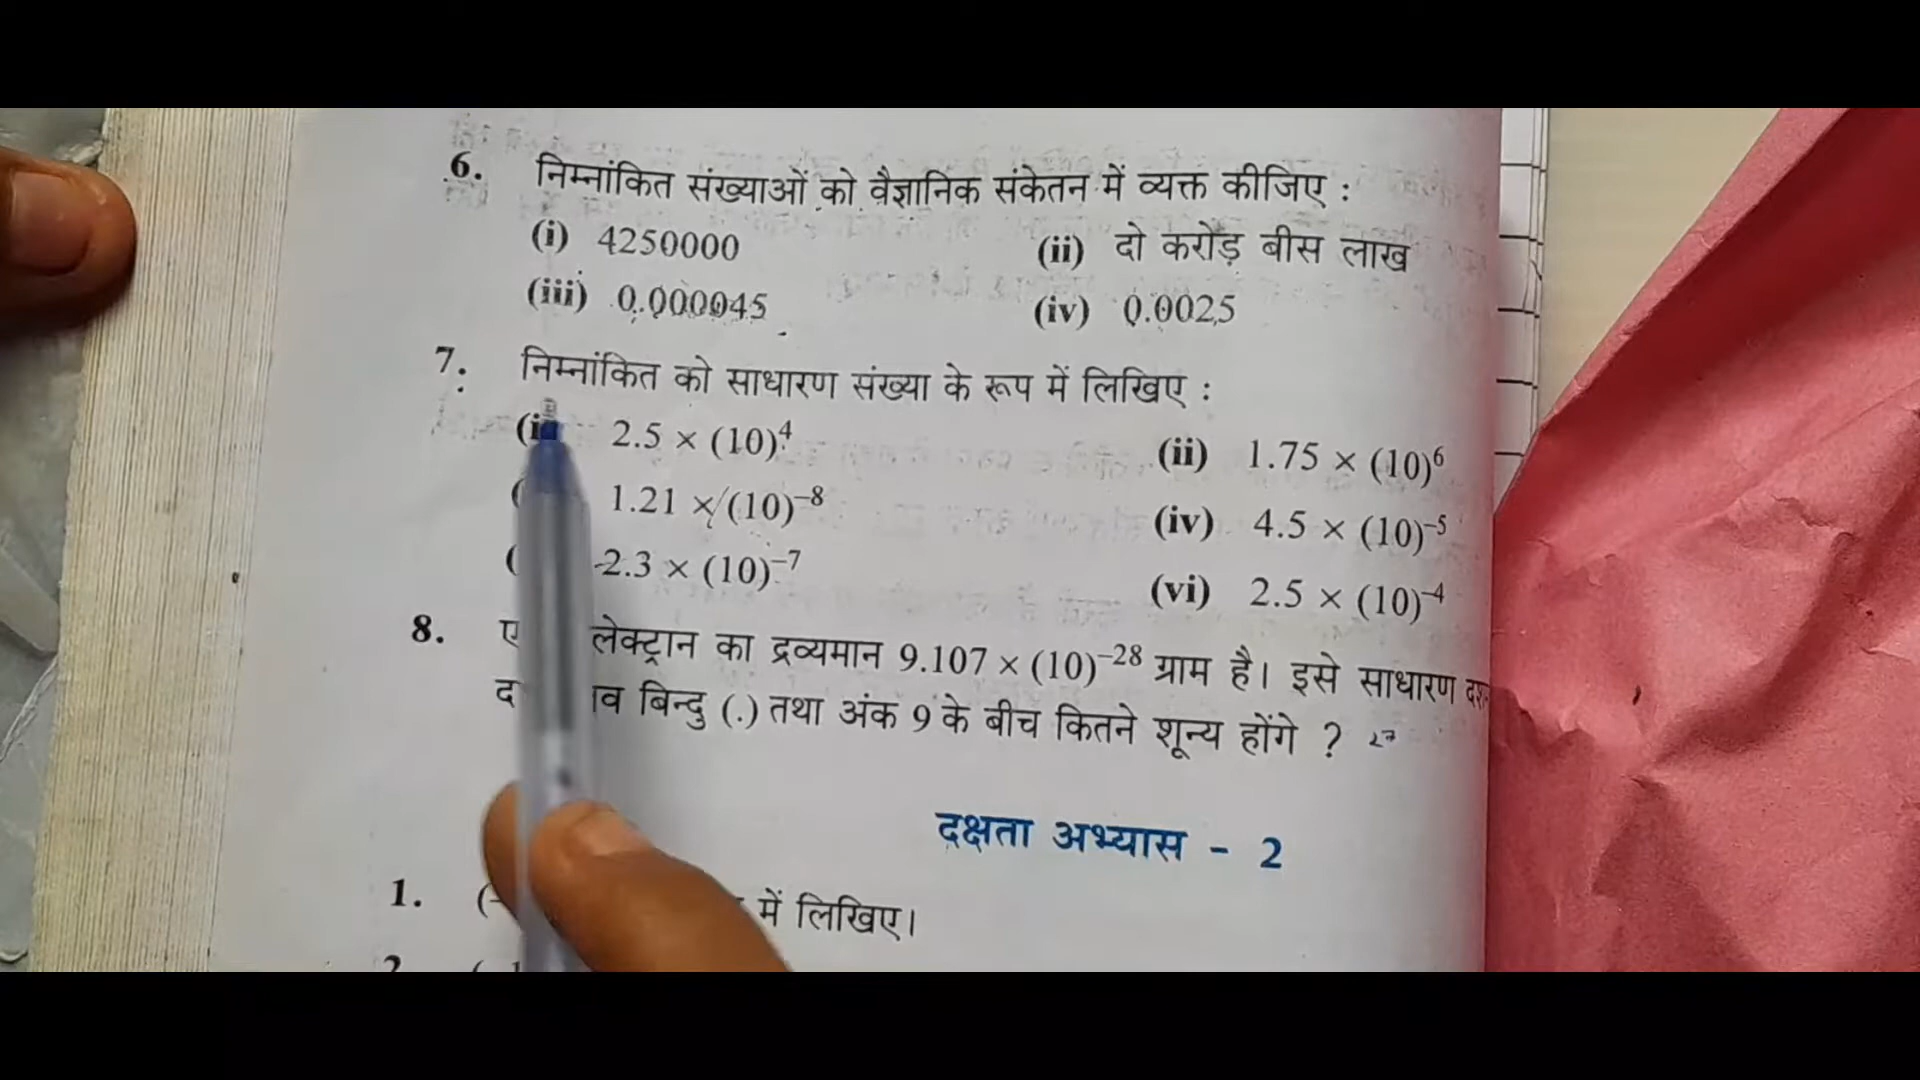 6. निम्नांकित संख्याओं को वैज्ञानिक संकेतन में व्यक्त कीजिए :
(i) 4250000 (ii) दो करोड़ बीस लाख
(iii) 0.000045 (iv) 0.0025
7. निम्नांकित को साधारण संख्या के रूप में लिखिए :
(i 2.5 × (10)⁴ (ii) 1.75 × (10)⁶
1.21 × (10)⁻⁸ (iv) 4.5 × (10)⁻⁵
2.3 × (10)⁻⁷ (vi) 2.5 × (10)⁻⁴
8. लेक्ट्रान का द्रव्यमान 9.107 × (10)⁻²⁸ ग्राम है। इसे साधारण
बिन्दु (.) तथा अंक 9 के बीच कितने शून्य होंगे ? 27
दक्षता अभ्यास - 2
1. में लिखिए।